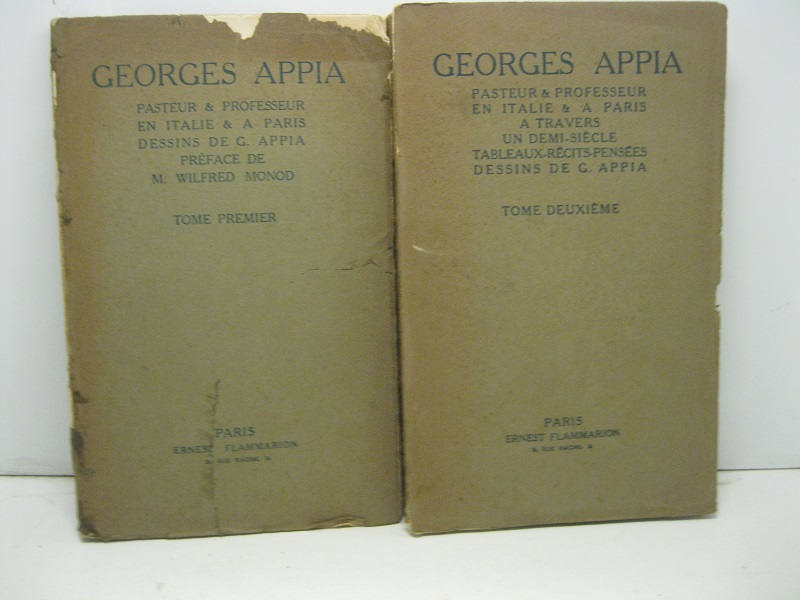 GEORGES APPIA
PASTEUR & PROFESSEUR
EN ITALIE & A PARIS
DESSINS DE G. APPIA
PRÉFACE DE
M. WILFRED MONOD
TOME PREMIER
PARIS
ERNEST FLAMMARION
GEORGES APPIA
PASTEUR & PROFESSEUR
EN ITALIE & A PARIS
A TRAVERS
UN DEMI-SIÈCLE
TABLEAUX-RÉCITS-PENSÉES
DESSINS DE G. APPIA
TOME DEUXIÈME
PARIS
ERNEST FLAMMARION